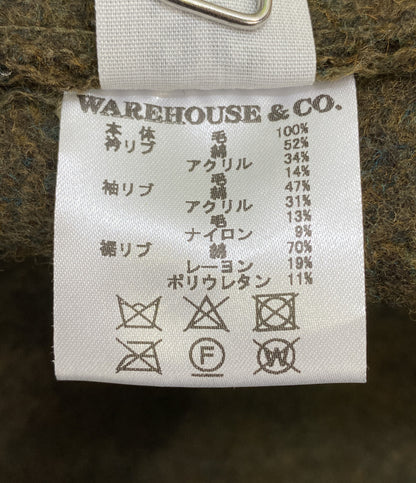 WAREHOUSE & CO.
本体 毛 100%
衿リブ 綿 52%
アクリル 34%
毛 14%
袖リブ 綿 47%
アクリル 31%
毛 13%
ナイロン 9%
裾リブ 綿 70%
レーヨン 19%
ポリウレタン 11%
F
W